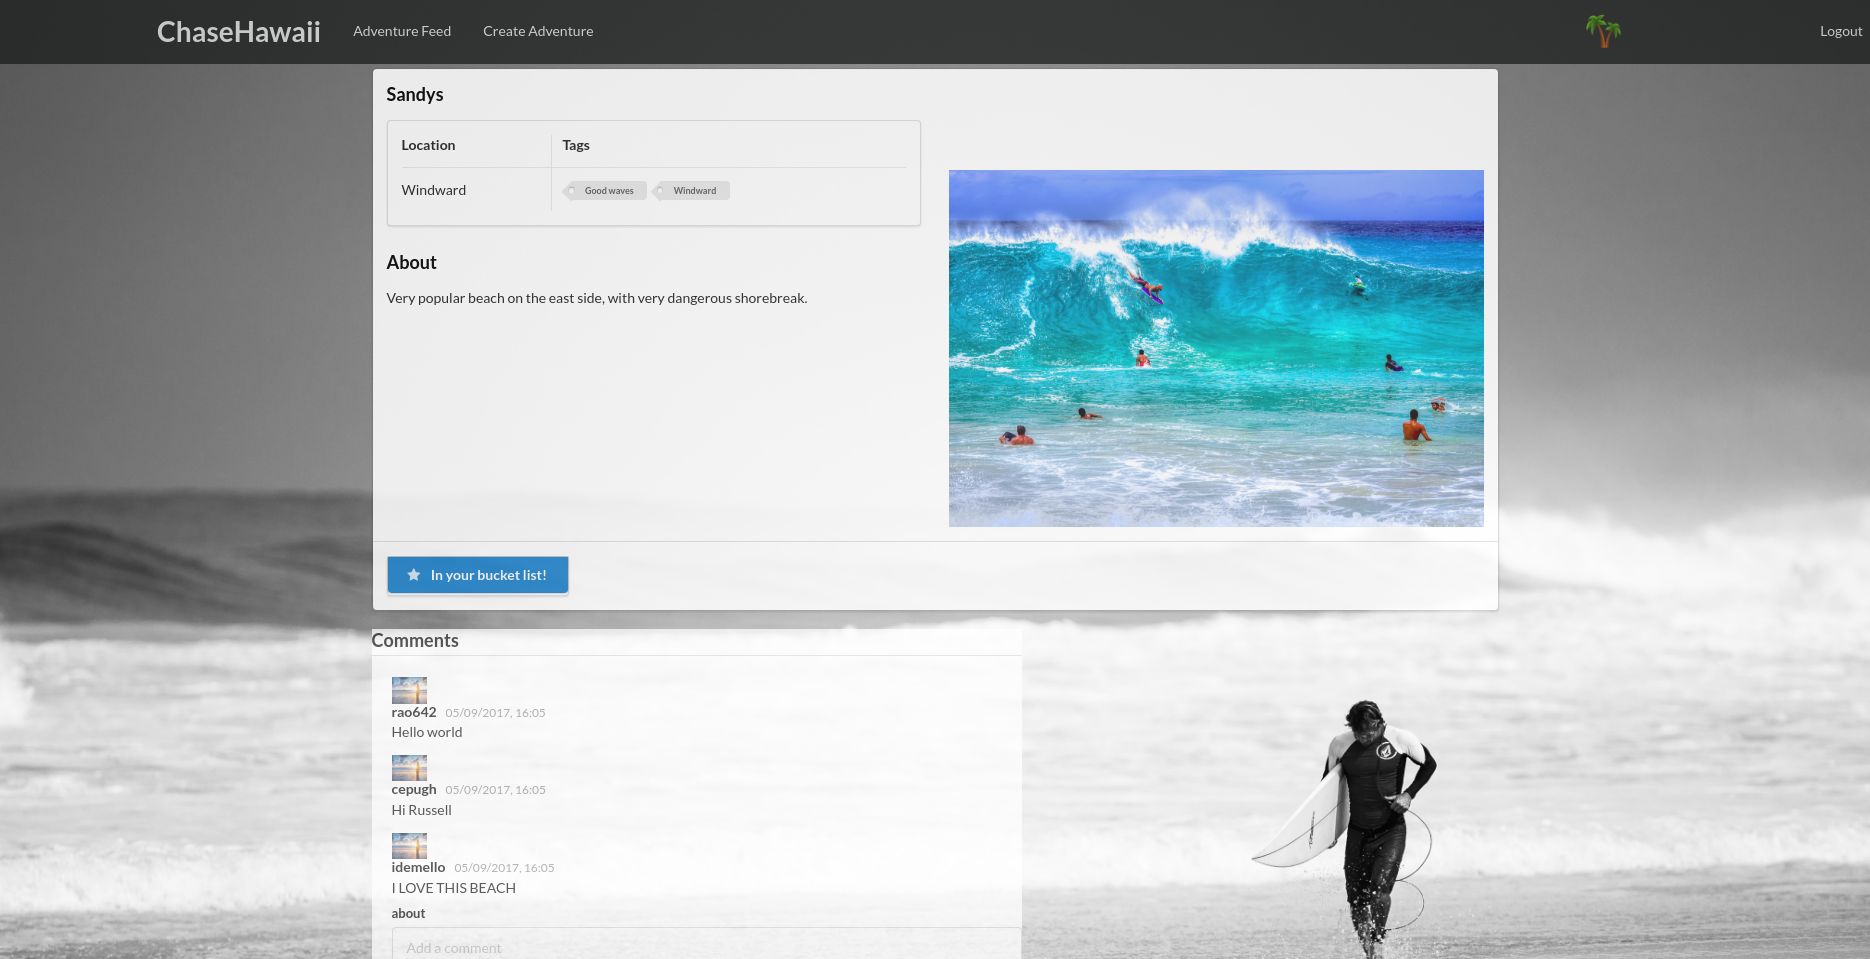 ChaseHawaii Adventure Feed Create Adventure Logout
Sandys
Location Tags
Windward Good waves Windward
About
Very popular beach on the east side, with very dangerous shorebreak.
In your bucket list!
Comments
rao642 05/09/2017, 16:05
Hello world
cepugh 05/09/2017, 16:05
Hi Russell
idemello 05/09/2017, 16:05
I LOVE THIS BEACH
about
Add a comment